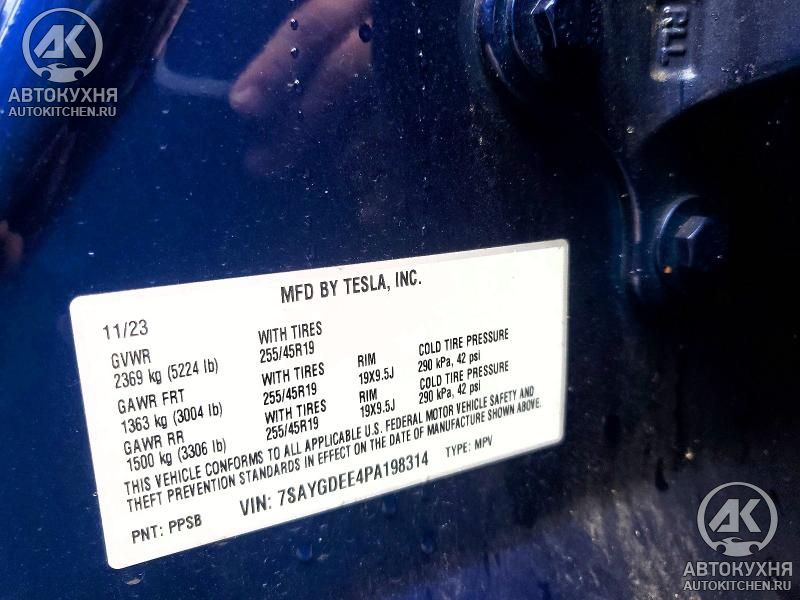 AK
АВТОКУХНЯ
AUTOKITCHEN.RU
RLL
MFD BY TESLA, INC.
11/23
GVWR WITH TIRES
2369 kg (5224 lb) 255/45R19 RIM COLD TIRE PRESSURE
GAWR FRT WITH TIRES 19X9.5J 290 kPa, 42 psi
1363 kg (3004 lb) 255/45R19 RIM COLD TIRE PRESSURE
GAWR RR WITH TIRES 19X9.5J 290 kPa, 42 psi
1500 kg (3306 lb) 255/45R19
THIS VEHICLE CONFORMS TO ALL APPLICABLE U.S. FEDERAL MOTOR VEHICLE SAFETY AND
THEFT PREVENTION STANDARDS IN EFFECT ON THE DATE OF MANUFACTURE SHOWN ABOVE.
PNT: PPSB VIN: 7SAYGDEE4PA198314 TYPE: MPV
AK
АВТОКУХНЯ
AUTOKITCHEN.RU